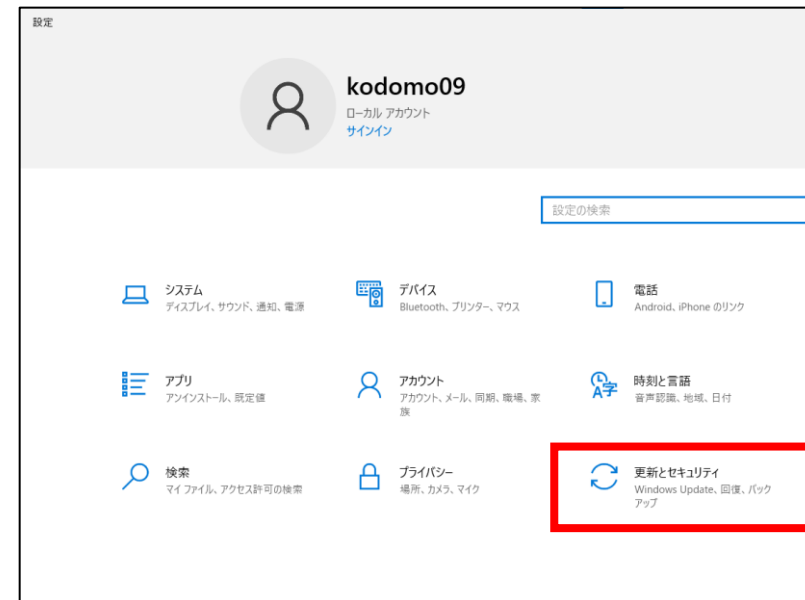 設定
kodomo09
ローカル アカウント
サインイン
設定の検索
システム
ディスプレイ、サウンド、通知、電源
デバイス
Bluetooth、プリンター、マウス
電話
Android、iPhone のリンク
アプリ
アンインストール、既定値
アカウント
アカウント、メール、同期、職場、家
族
時刻と言語
音声認識、地域、日付
検索
マイ ファイル、アクセス許可の検索
プライバシー
場所、カメラ、マイク
更新とセキュリティ
Windows Update、回復、バック
アップ